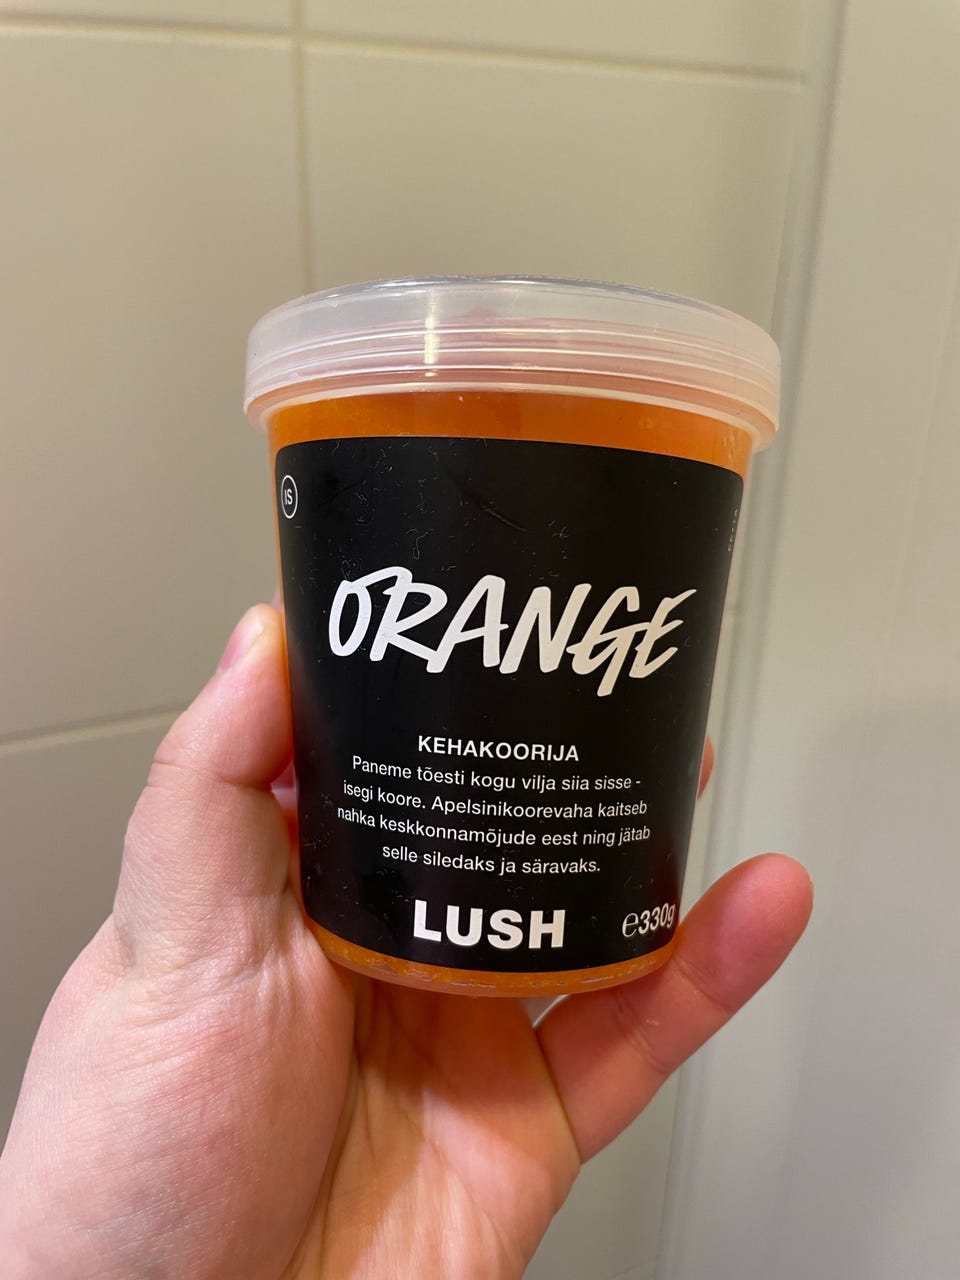 IS
ORANGE
KEHAKOORIJA
Paneme tõesti kogu vilja siia sisse -
isegi koore. Apelsinikoorevaha kaitseb
nahka keskkonnamõjude eest ning jätab
selle siledaks ja säravaks.
LUSH
℮330g